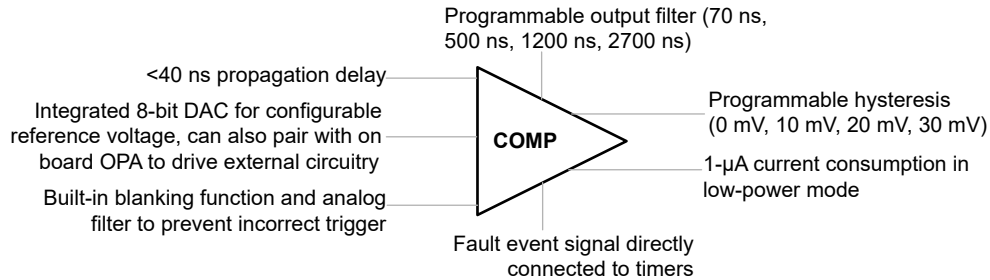 Programmable output filter (70 ns,
500 ns, 1200 ns, 2700 ns)
<40 ns propagation delay
Integrated 8-bit DAC for configurable
reference voltage, can also pair with on
board OPA to drive external circuitry
Built-in blanking function and analog
filter to prevent incorrect trigger
COMP
Programmable hysteresis
(0 mV, 10 mV, 20 mV, 30 mV)
1-µA current consumption in
low-power mode
Fault event signal directly
connected to timers